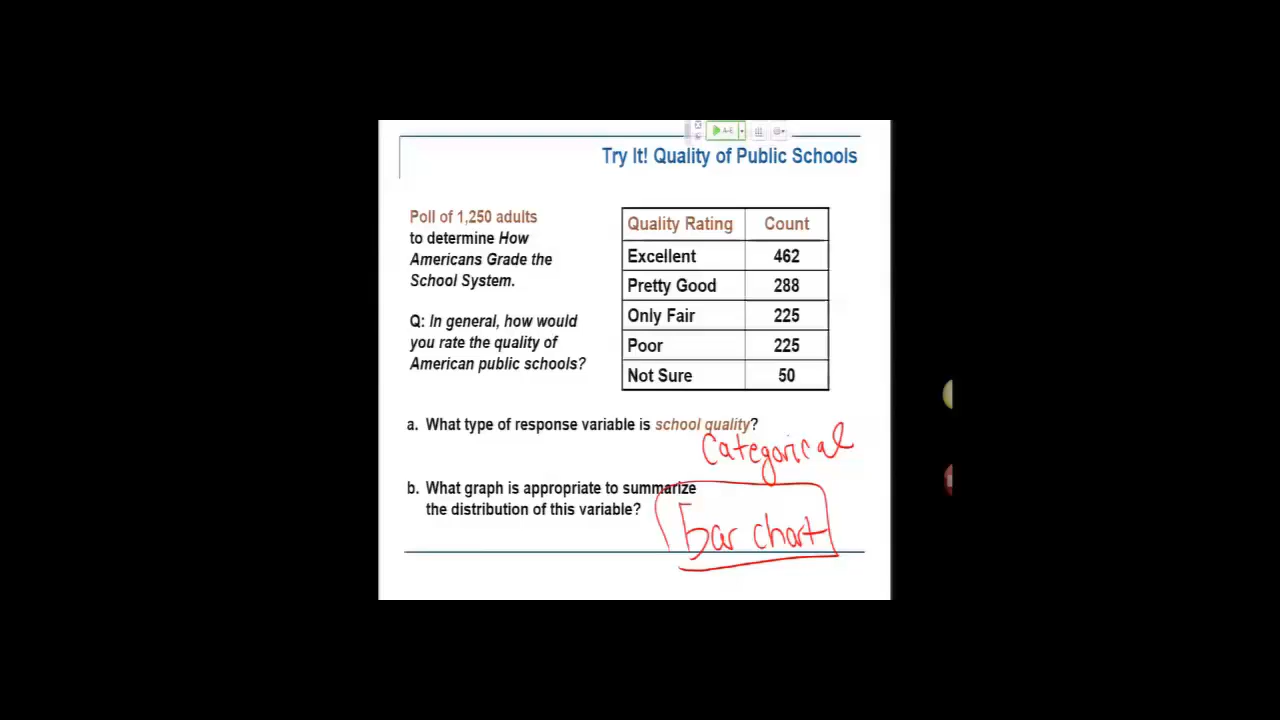 A-E
Try It! Quality of Public Schools
Poll of 1,250 adults
to determine How
Americans Grade the
School System.
Q: In general, how would
you rate the quality of
American public schools?
Quality Rating Count
Excellent 462
Pretty Good 288
Only Fair 225
Poor 225
Not Sure 50
a. What type of response variable is school quality?
Categorical
b. What graph is appropriate to summarize
the distribution of this variable?
bar chart